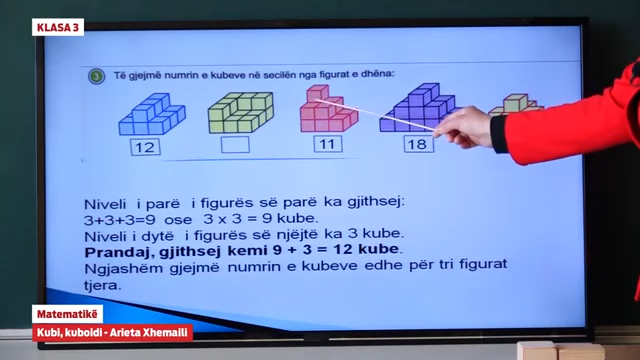 KLASA 3
3 Të gjejmë numrin e kubeve në secilën nga figurat e dhëna:
12 11 18
Niveli i parë i figurës së parë ka gjithsej:
3+3+3=9 ose 3 x 3 = 9 kube.
Niveli i dytë i figurës së njëjtë ka 3 kube.
Prandaj, gjithsej kemi 9 + 3 = 12 kube.
Ngjashëm gjejmë numrin e kubeve edhe për tri figurat
tjera.
Matematikë
Kubi, kuboidi - Arieta Xhemaili